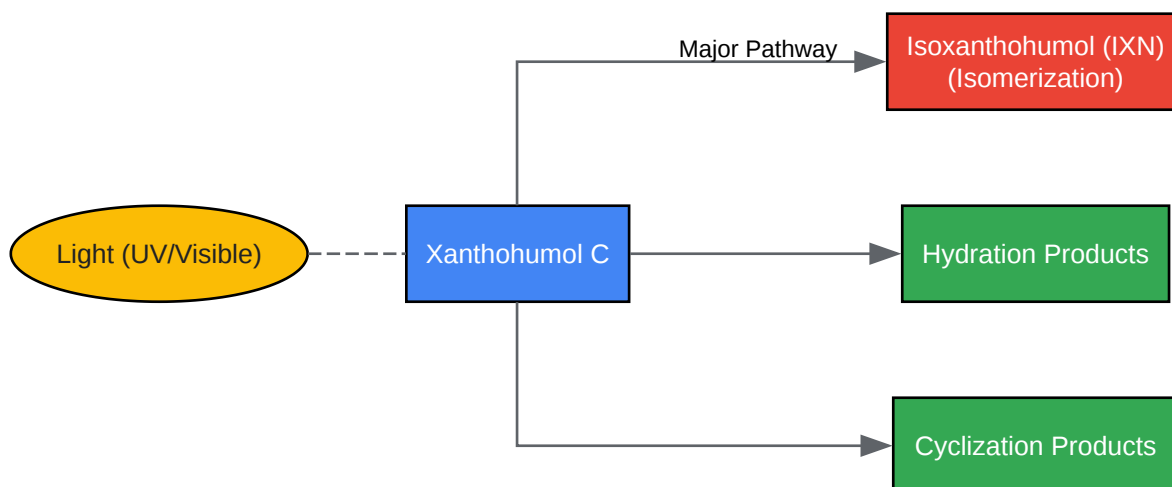 Major Pathway
Isoxanthohumol (IXN)
(Isomerization)
Light (UV/Visible)
Xanthohumol C
Hydration Products
Cyclization Products